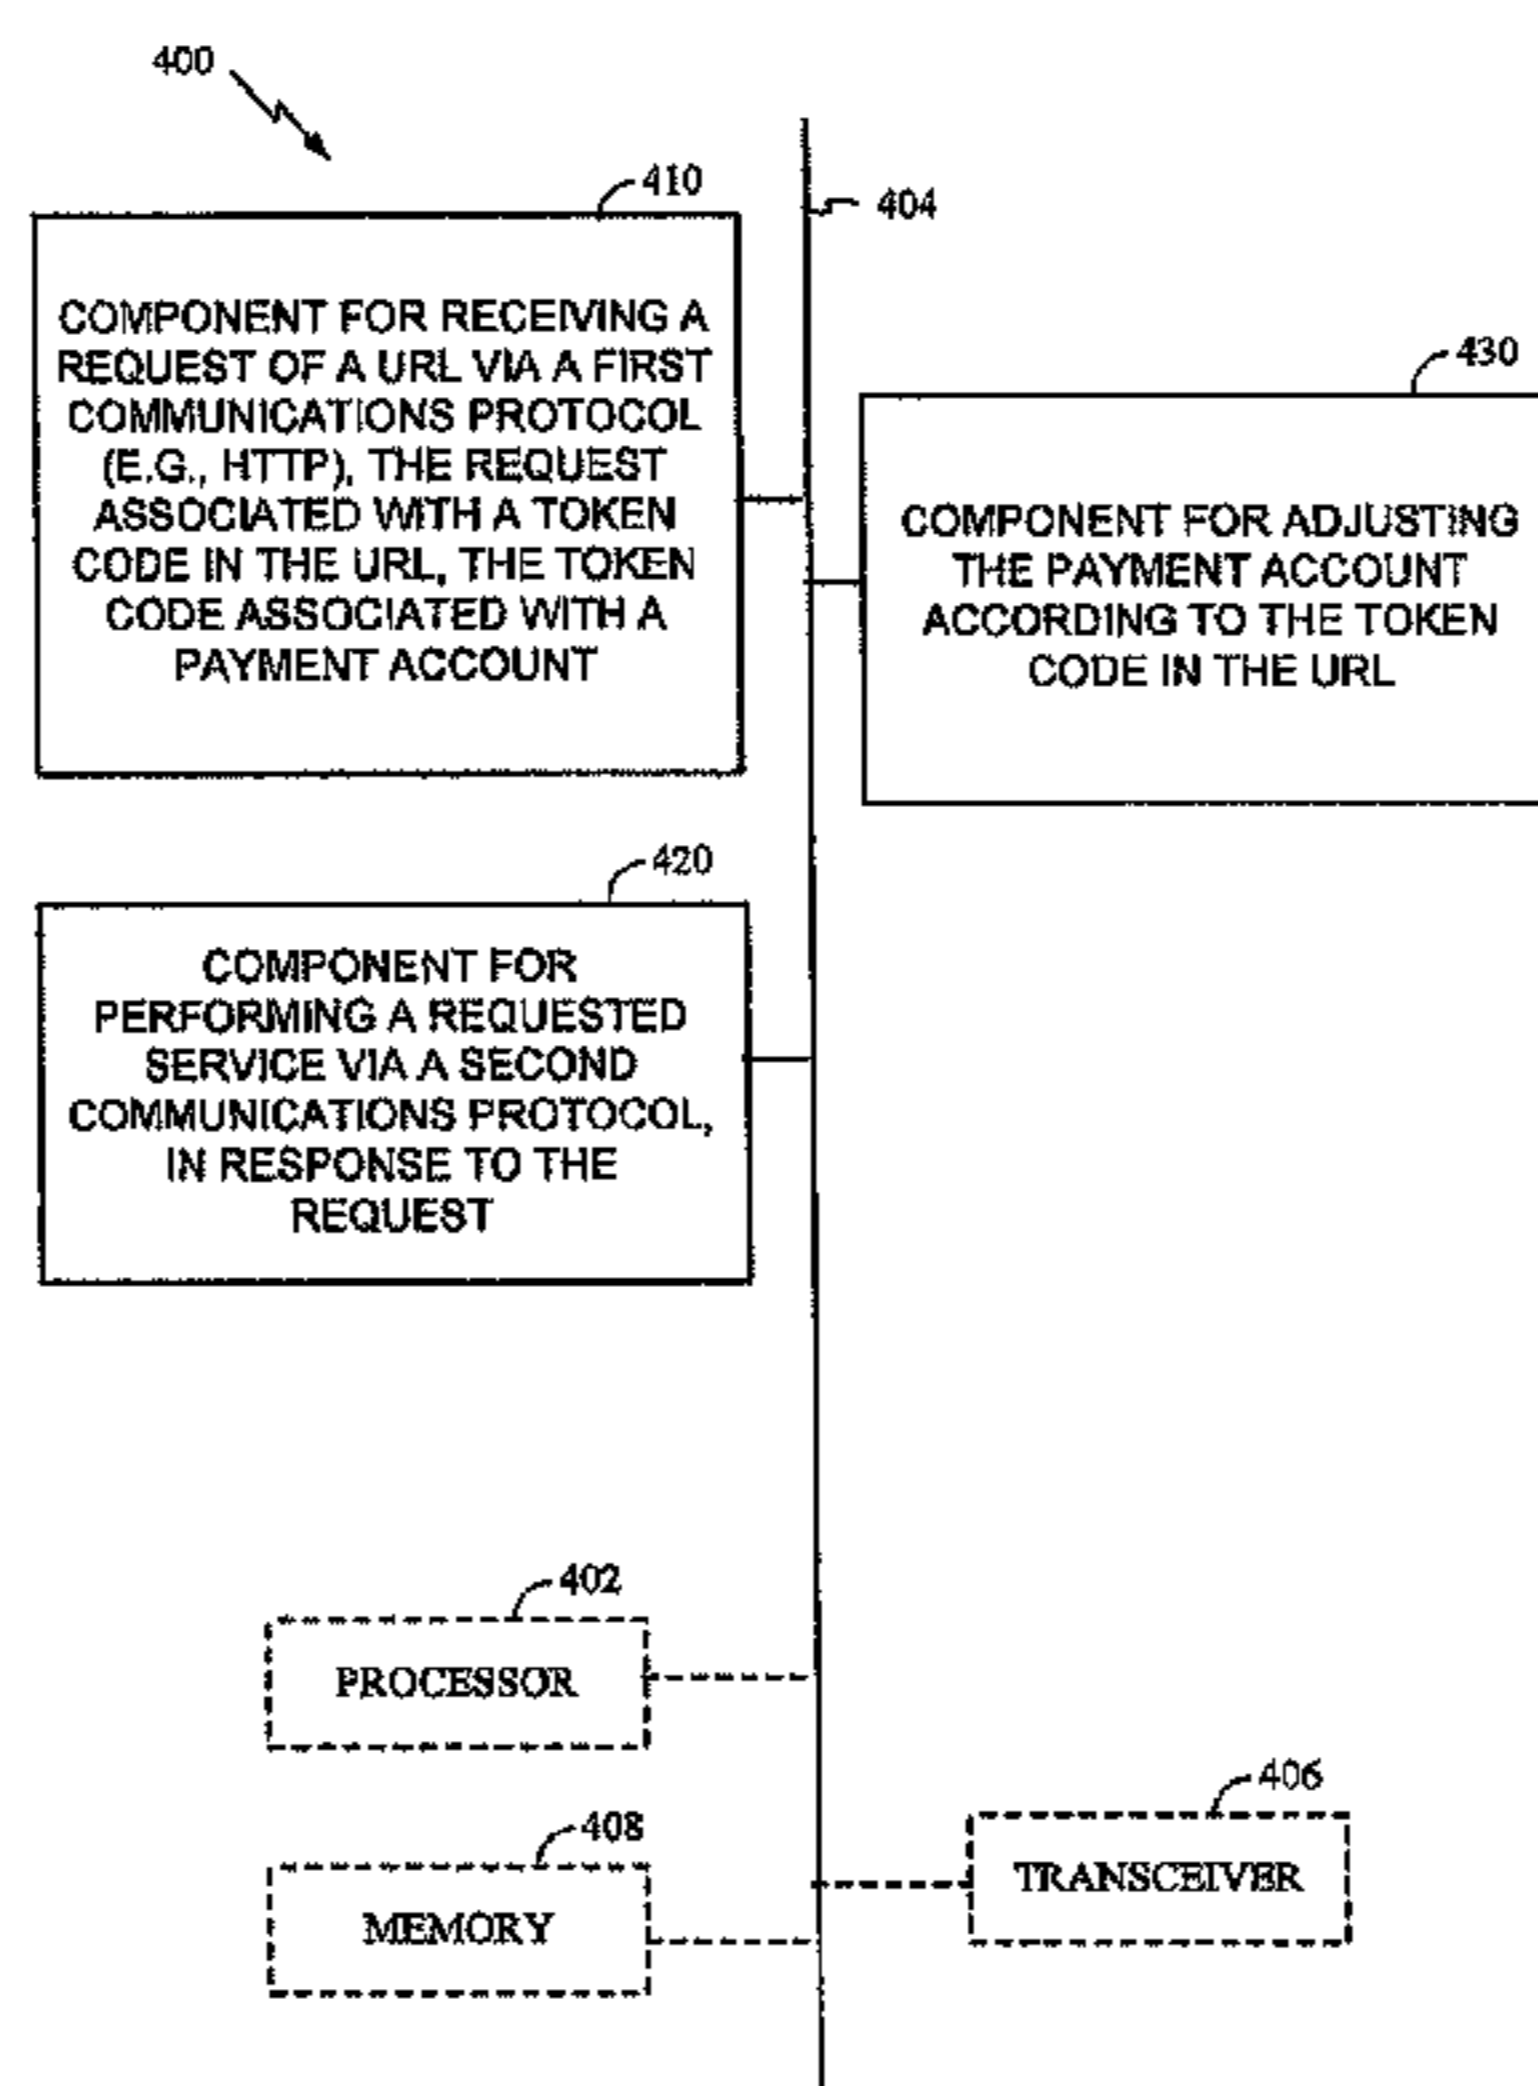 400
410
404
COMPONENT FOR RECEIVING A
REQUEST OF A URL VIA A FIRST
COMMUNICATIONS PROTOCOL
(E.G., HTTP), THE REQUEST
ASSOCIATED WITH A TOKEN
CODE IN THE URL, THE TOKEN
CODE ASSOCIATED WITH A
PAYMENT ACCOUNT
430
COMPONENT FOR ADJUSTING
THE PAYMENT ACCOUNT
ACCORDING TO THE TOKEN
CODE IN THE URL
420
COMPONENT FOR
PERFORMING A REQUESTED
SERVICE VIA A SECOND
COMMUNICATIONS PROTOCOL,
IN RESPONSE TO THE
REQUEST
402
PROCESSOR
406
TRANSCEIVER
408
MEMORY